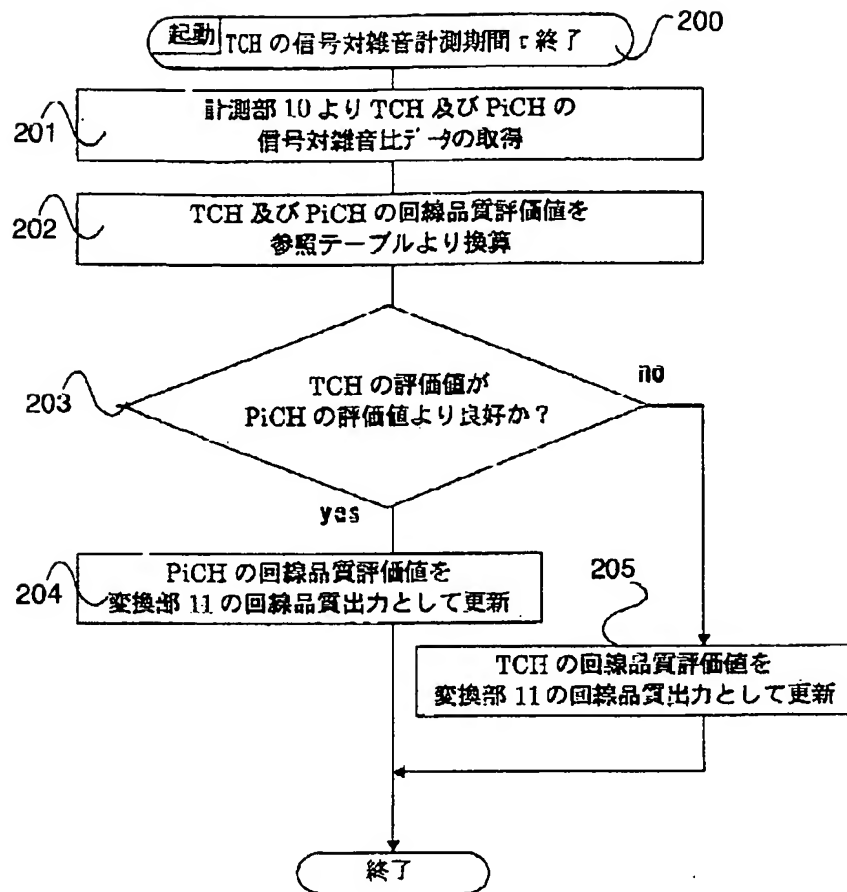 起動 TCH の信号対雑音計測期間 τ 終了
200
計測部 10 より TCH 及び PiCH の
信号対雑音比データの取得
201
TCH 及び PiCH の回線品質評価値を
参照テーブルより換算
202
TCH の評価値が
PiCH の評価値より良好か?
203
no
yes
PiCH の回線品質評価値を
変換部 11 の回線品質出力として更新
204
205
TCH の回線品質評価値を
変換部 11 の回線品質出力として更新
終了